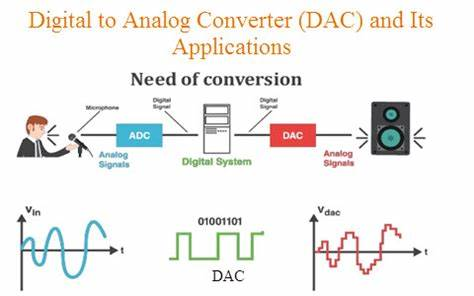 Digital to Analog Converter (DAC) and Its
Applications
Need of conversion
Microphone
Digital
Signal
Digital
Signal
ADC
DAC
Analog
Signals
Digital System
Analog
Signals
Vin
t
01001101
DAC
Vdac
t